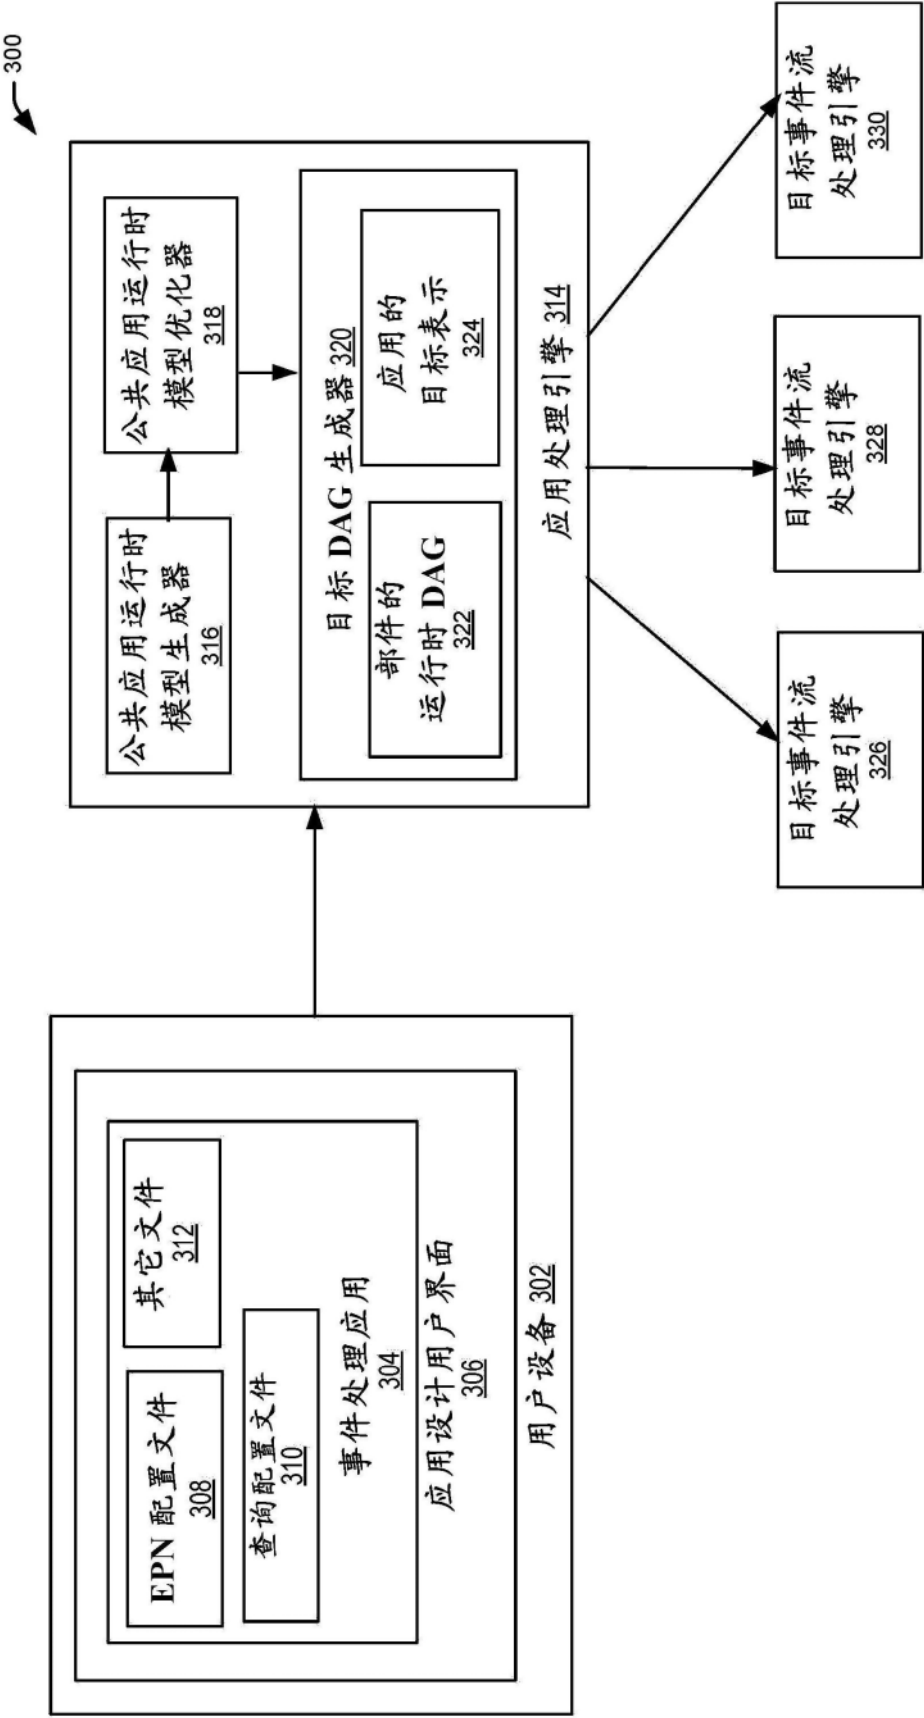 300
EPN 配置文件
308
其它文件
312
查询配置文件
310
事件处理应用
304
应用设计用户界面
306
用户设备 302
公共应用运行时
模型生成器
316
公共应用运行时
模型优化器
318
目标 DAG 生成器 320
部件的
运行时 DAG
322
应用的
目标表示
324
应用处理引擎 314
目标事件流
处理引擎
326
目标事件流
处理引擎
328
目标事件流
处理引擎
330